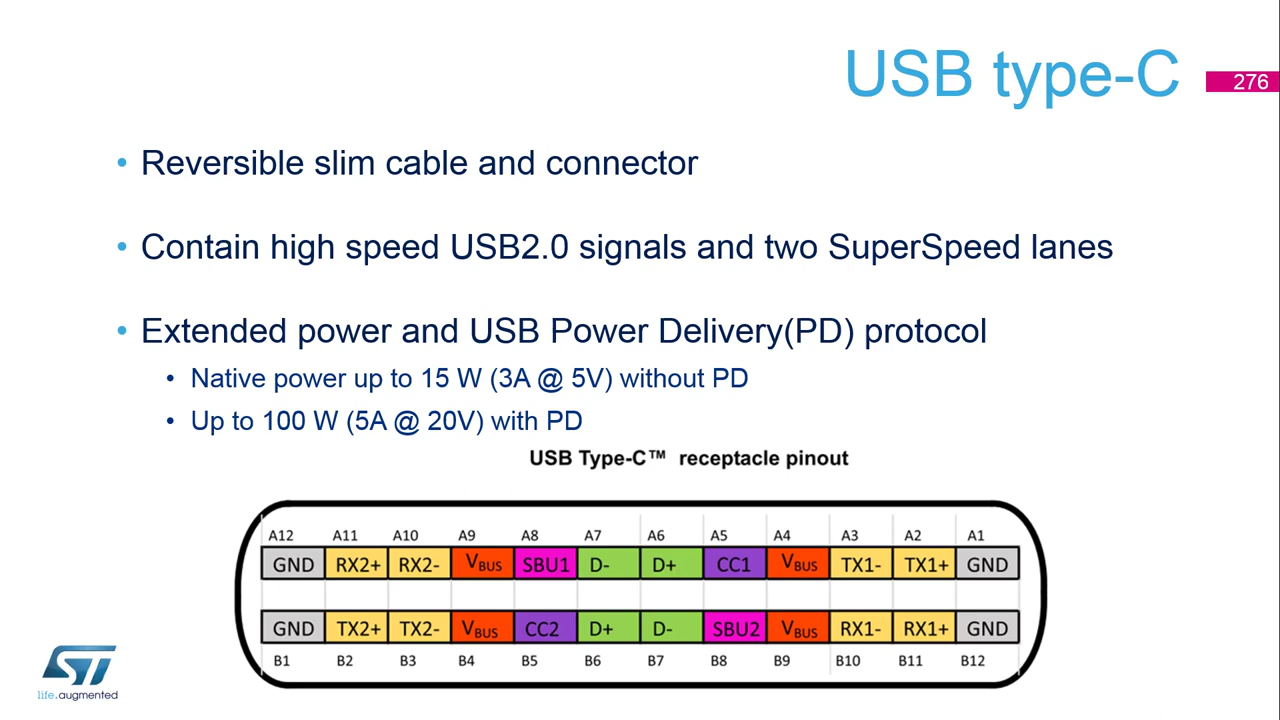 USB type-C
276
• Reversible slim cable and connector
• Contain high speed USB2.0 signals and two SuperSpeed lanes
• Extended power and USB Power Delivery(PD) protocol
• Native power up to 15 W (3A @ 5V) without PD
• Up to 100 W (5A @ 20V) with PD
USB Type-C™ receptacle pinout
A12 A11 A10 A9 A8 A7 A6 A5 A4 A3 A2 A1
GND RX2+ RX2- VBUS SBU1 D- D+ CC1 VBUS TX1- TX1+ GND
GND TX2+ TX2- VBUS CC2 D+ D- SBU2 VBUS RX1- RX1+ GND
B1 B2 B3 B4 B5 B6 B7 B8 B9 B10 B11 B12
ST
life.augmented